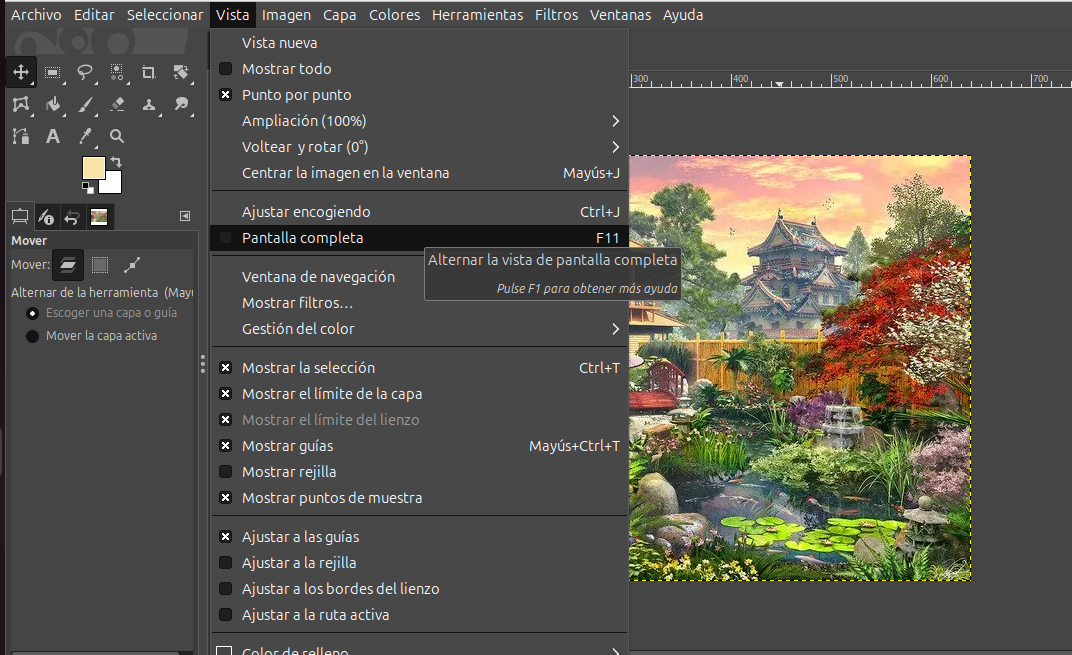 Archivo Editar Seleccionar Vista Imagen Capa Colores Herramientas Filtros Ventanas Ayuda
Vista nueva
Mostrar todo
Punto por punto
Ampliación (100%)
Voltear y rotar (0°)
Centrar la imagen en la ventana Mayús+J
Ajustar encogiendo Ctrl+J
Pantalla completa F11
Alternar la vista de pantalla completa
Pulse F1 para obtener más ayuda
Ventana de navegación
Mostrar filtros...
Gestión del color
Mostrar la selección Ctrl+T
Mostrar el límite de la capa
Mostrar el límite del lienzo
Mostrar guías Mayús+Ctrl+T
Mostrar rejilla
Mostrar puntos de muestra
Ajustar a las guías
Ajustar a la rejilla
Ajustar a los bordes del lienzo
Ajustar a la ruta activa
Color de relleno
Mover
Mover:
Alternar de la herramienta (Mayú
Escoger una capa o guía
Mover la capa activa
300 400 500 600 700